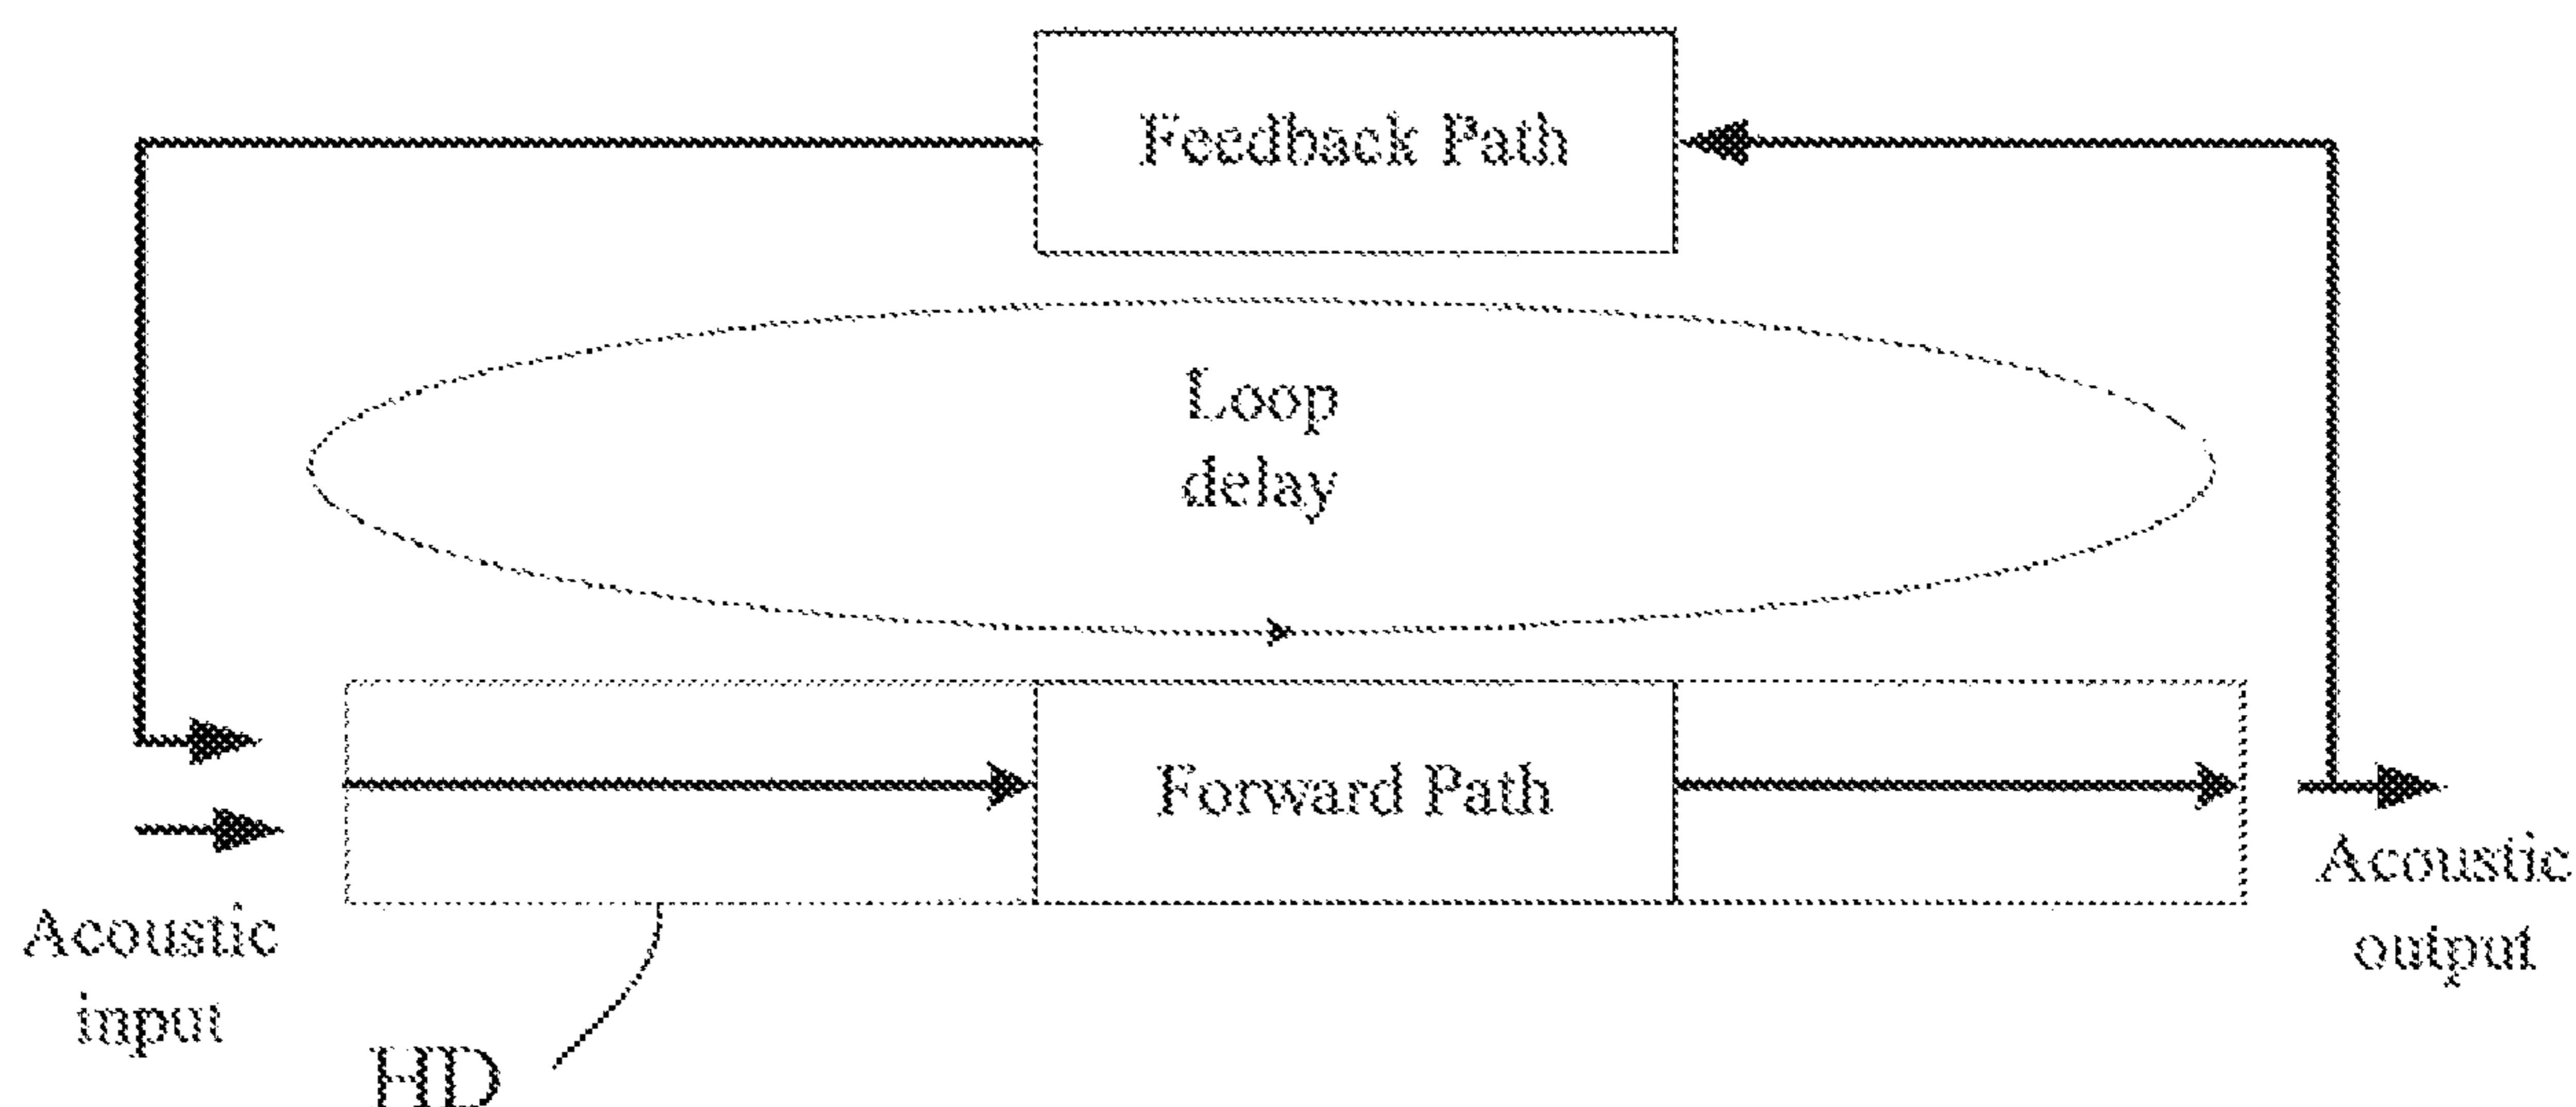 Feedback Path
Loop
delay
Forward Path
Acoustic
input
Acoustic
output
HD